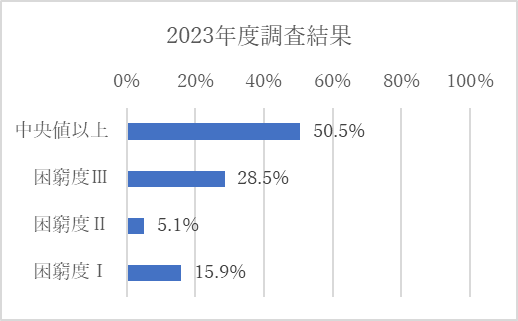 2023年度調査結果
0% 20% 40% 60% 80% 100%
中央値以上 50.5%
困窮度Ⅲ 28.5%
困窮度Ⅱ 5.1%
困窮度Ⅰ 15.9%